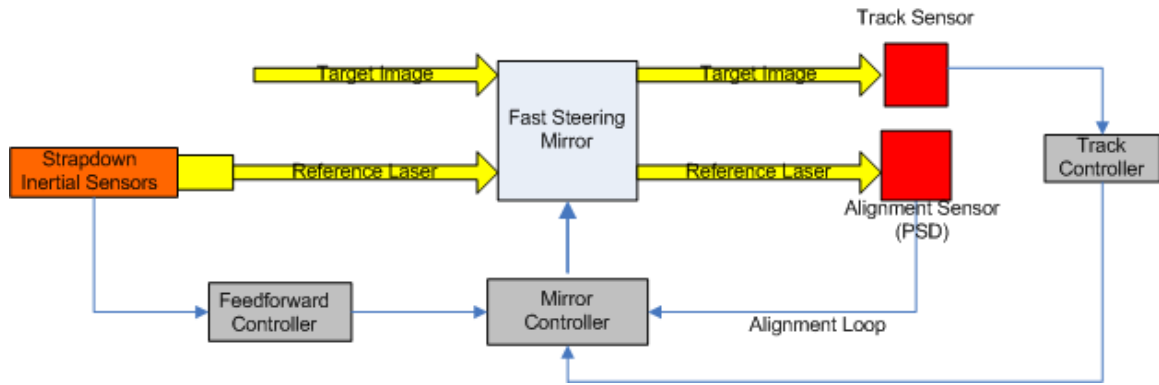 Track Sensor
Target Image
Target Image
Fast Steering
Mirror
Strapdown
Inertial Sensors
Reference Laser
Reference Laser
Track
Controller
Alignment Sensor
(PSD)
Feedforward
Controller
Mirror
Controller
Alignment Loop